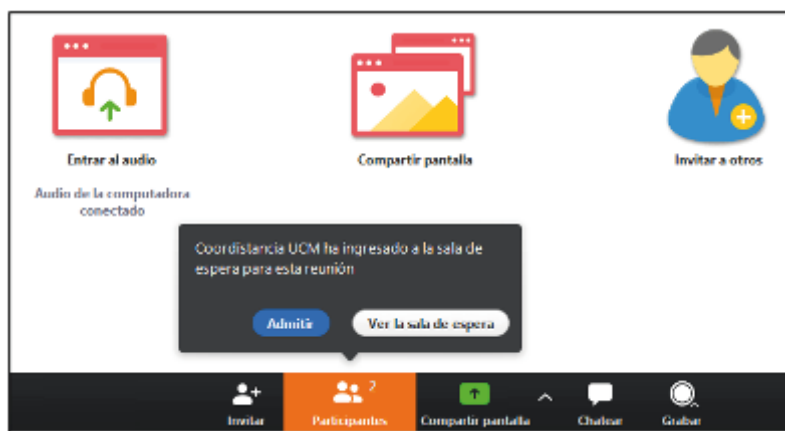 Entrar al audio
Compartir pantalla
Invitar a otros
Audio de la computadora
conectado
Coordistancia UCM ha ingresado a la sala de
espera para esta reunión
Admitir
Ver la sala de espera
2
Invitar
Participantes
Compartir pantalla
Chatear
Grabar